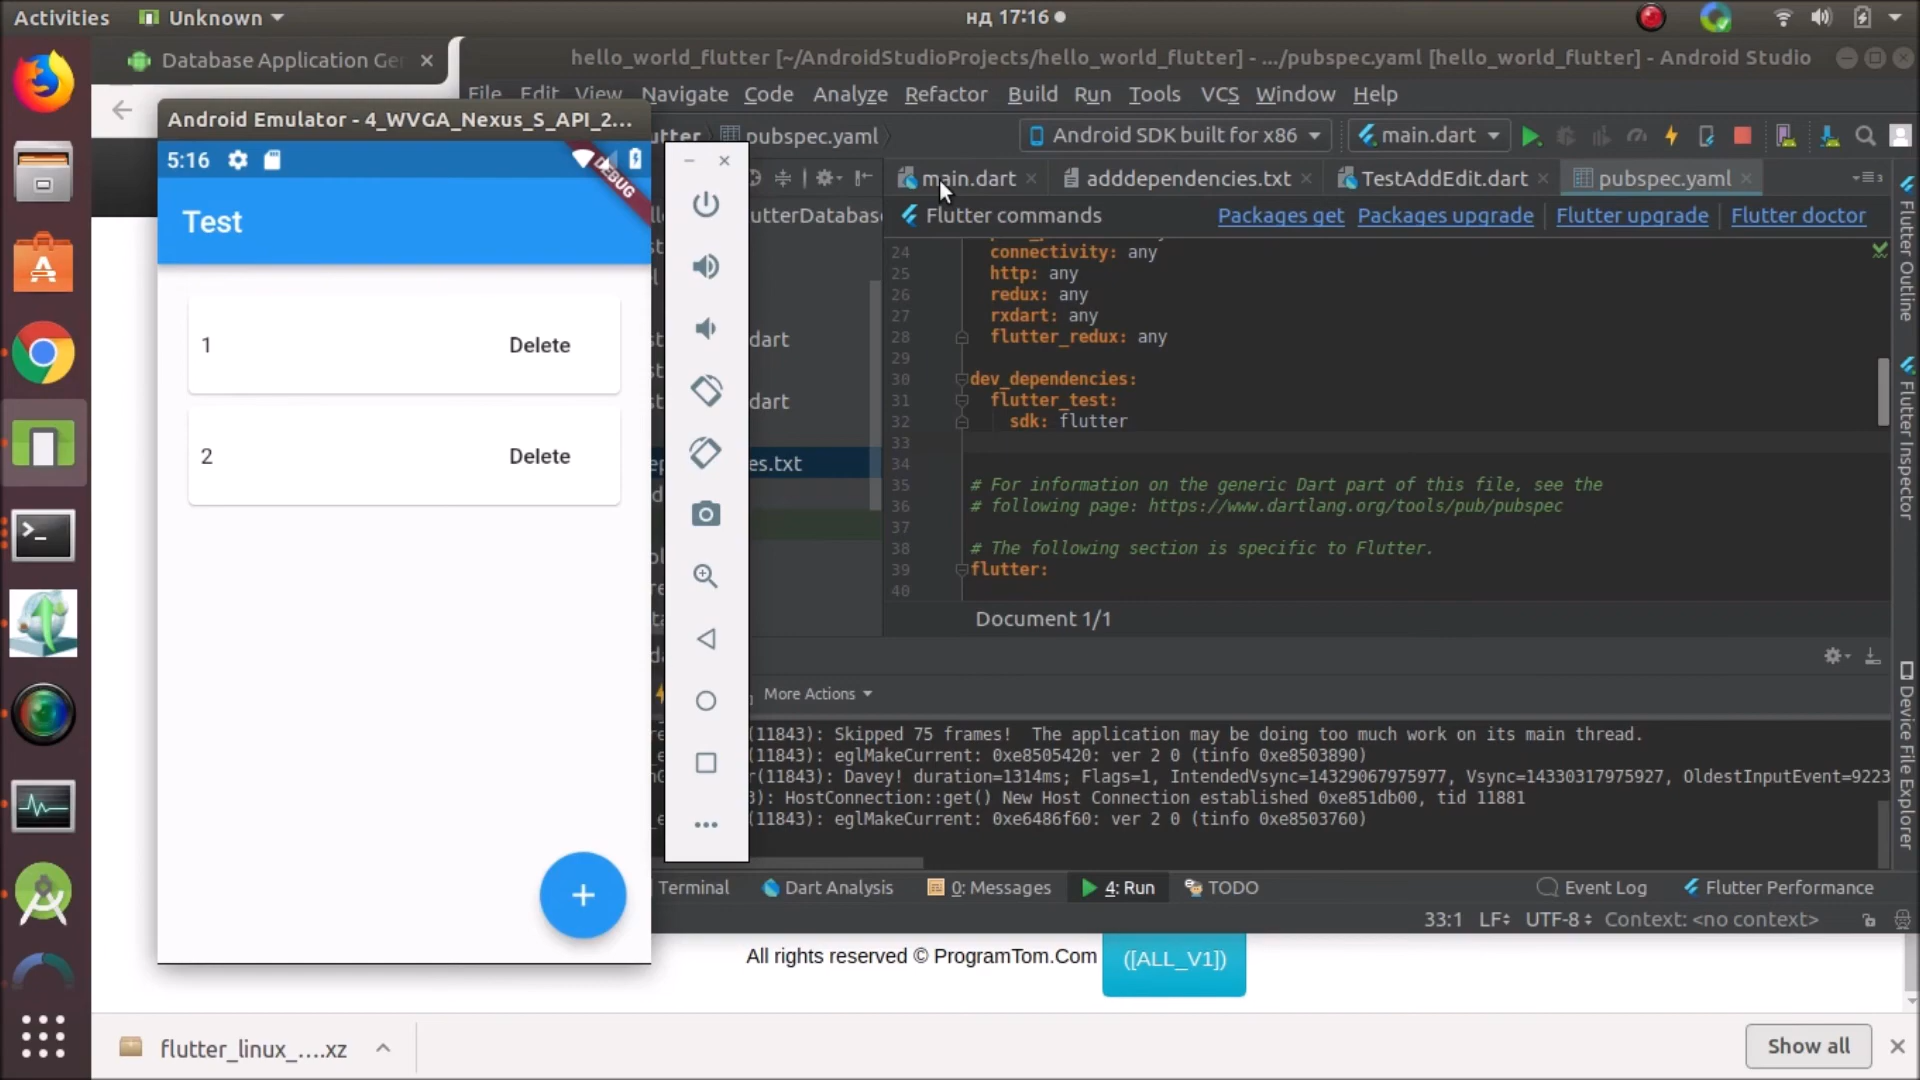 Activities
Unknown
нд 17:16
Database Application Ge
hello_world_flutter [~/AndroidStudioProjects/hello_world_flutter] - .../pubspec.yaml [hello_world_flutter] - Android Studio
File Edit View Navigate Code Analyze Refactor Build Run Tools VCS Window Help
Android Emulator - 4_WVGA_Nexus_S_API_2...
pubspec.yaml
Android SDK built for x86
main.dart
5:16
DEBUG
Test
1 Delete
2 Delete
main.dart
adddependencies.txt
TestAddEdit.dart
pubspec.yaml
Flutter commands
Packages get
Packages upgrade
Flutter upgrade
Flutter doctor
24 connectivity: any
25 http: any
26 redux: any
27 rxdart: any
28 flutter_redux: any
29
30 dev_dependencies:
31 flutter_test:
32 sdk: flutter
33
34
35 # For information on the generic Dart part of this file, see the
36 # following page: https://www.dartlang.org/tools/pub/pubspec
37
38 # The following section is specific to Flutter.
39 flutter:
40
Document 1/1
utterDatabase
dart
dart
es.txt
More Actions
(11843): Skipped 75 frames!  The application may be doing too much work on its main thread.
(11843): eglMakeCurrent: 0xe8505420: ver 2 0 (tinfo 0xe8503890)
r(11843): Davey! duration=1314ms; Flags=1, IntendedVsync=14329067975977, Vsync=14330317975927, OldestInputEvent=9223
3): HostConnection::get() New Host Connection established 0xe851db00, tid 11881
(11843): eglMakeCurrent: 0xe6486f60: ver 2 0 (tinfo 0xe8503760)
Terminal
Dart Analysis
0: Messages
4: Run
TODO
Event Log
Flutter Performance
33:1 LF UTF-8 Context: <no context>
Flutter Outline
Flutter Inspector
Device File Explorer
All rights reserved © ProgramTom.Com
([ALL_V1])
flutter_linux_....xz
Show all